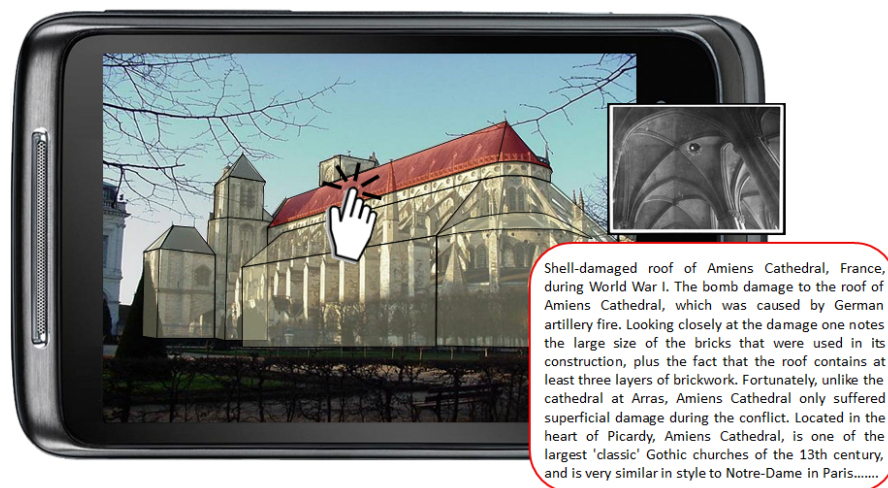 Shell-damaged roof of Amiens Cathedral, France,
during World War I. The bomb damage to the roof of
Amiens Cathedral, which was caused by German
artillery fire. Looking closely at the damage one notes
the large size of the bricks that were used in its
construction, plus the fact that the roof contains at
least three layers of brickwork. Fortunately, unlike the
cathedral at Arras, Amiens Cathedral only suffered
superficial damage during the conflict. Located in the
heart of Picardy, Amiens Cathedral, is one of the
largest 'classic' Gothic churches of the 13th century,
and is very similar in style to Notre-Dame in Paris.......